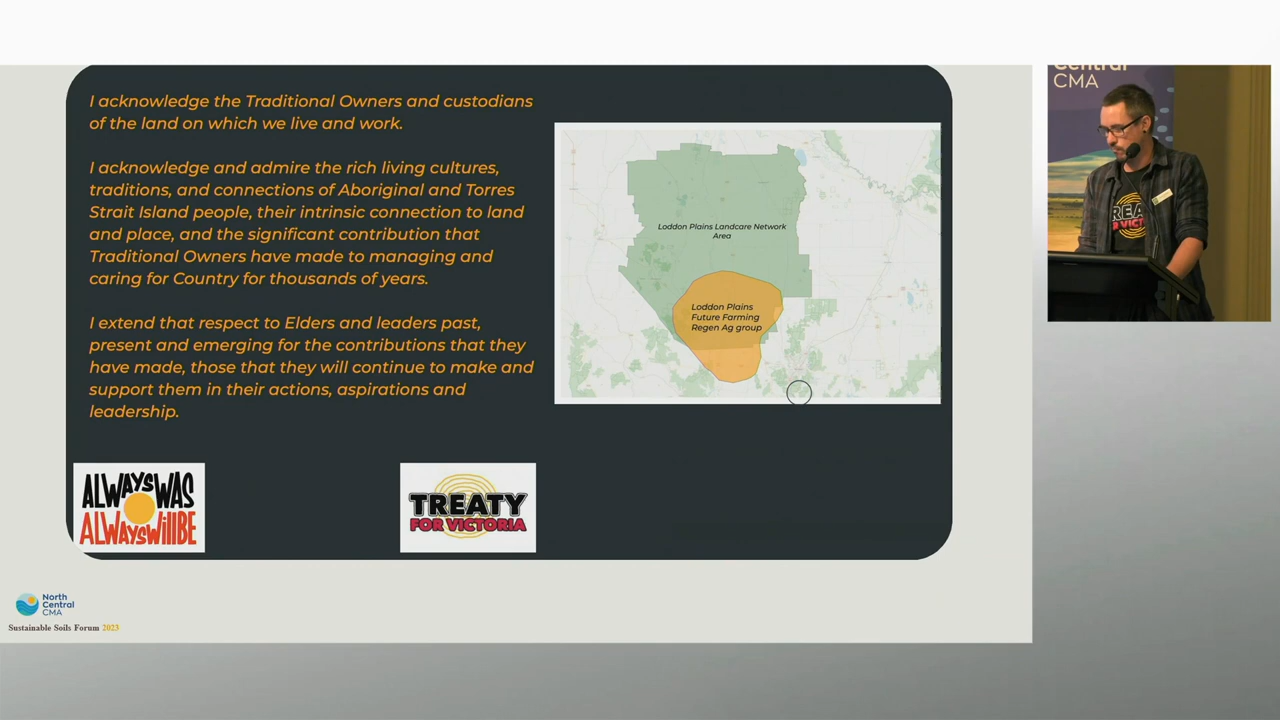 I acknowledge the Traditional Owners and custodians
of the land on which we live and work.
I acknowledge and admire the rich living cultures,
traditions, and connections of Aboriginal and Torres
Strait Island people, their intrinsic connection to land
and place, and the significant contribution that
Traditional Owners have made to managing and
caring for Country for thousands of years.
I extend that respect to Elders and leaders past,
present and emerging for the contributions that they
have made, those that they will continue to make and
support them in their actions, aspirations and
leadership.
Loddon Plains Landcare Network
Area
Loddon Plains
Future Farming
Regen Ag group
ALWAYS WAS
ALWAYS WillBE
TREATY
FOR VICTORIA
North
Central
CMA
Sustainable Soils Forum 2023
Central
CMA